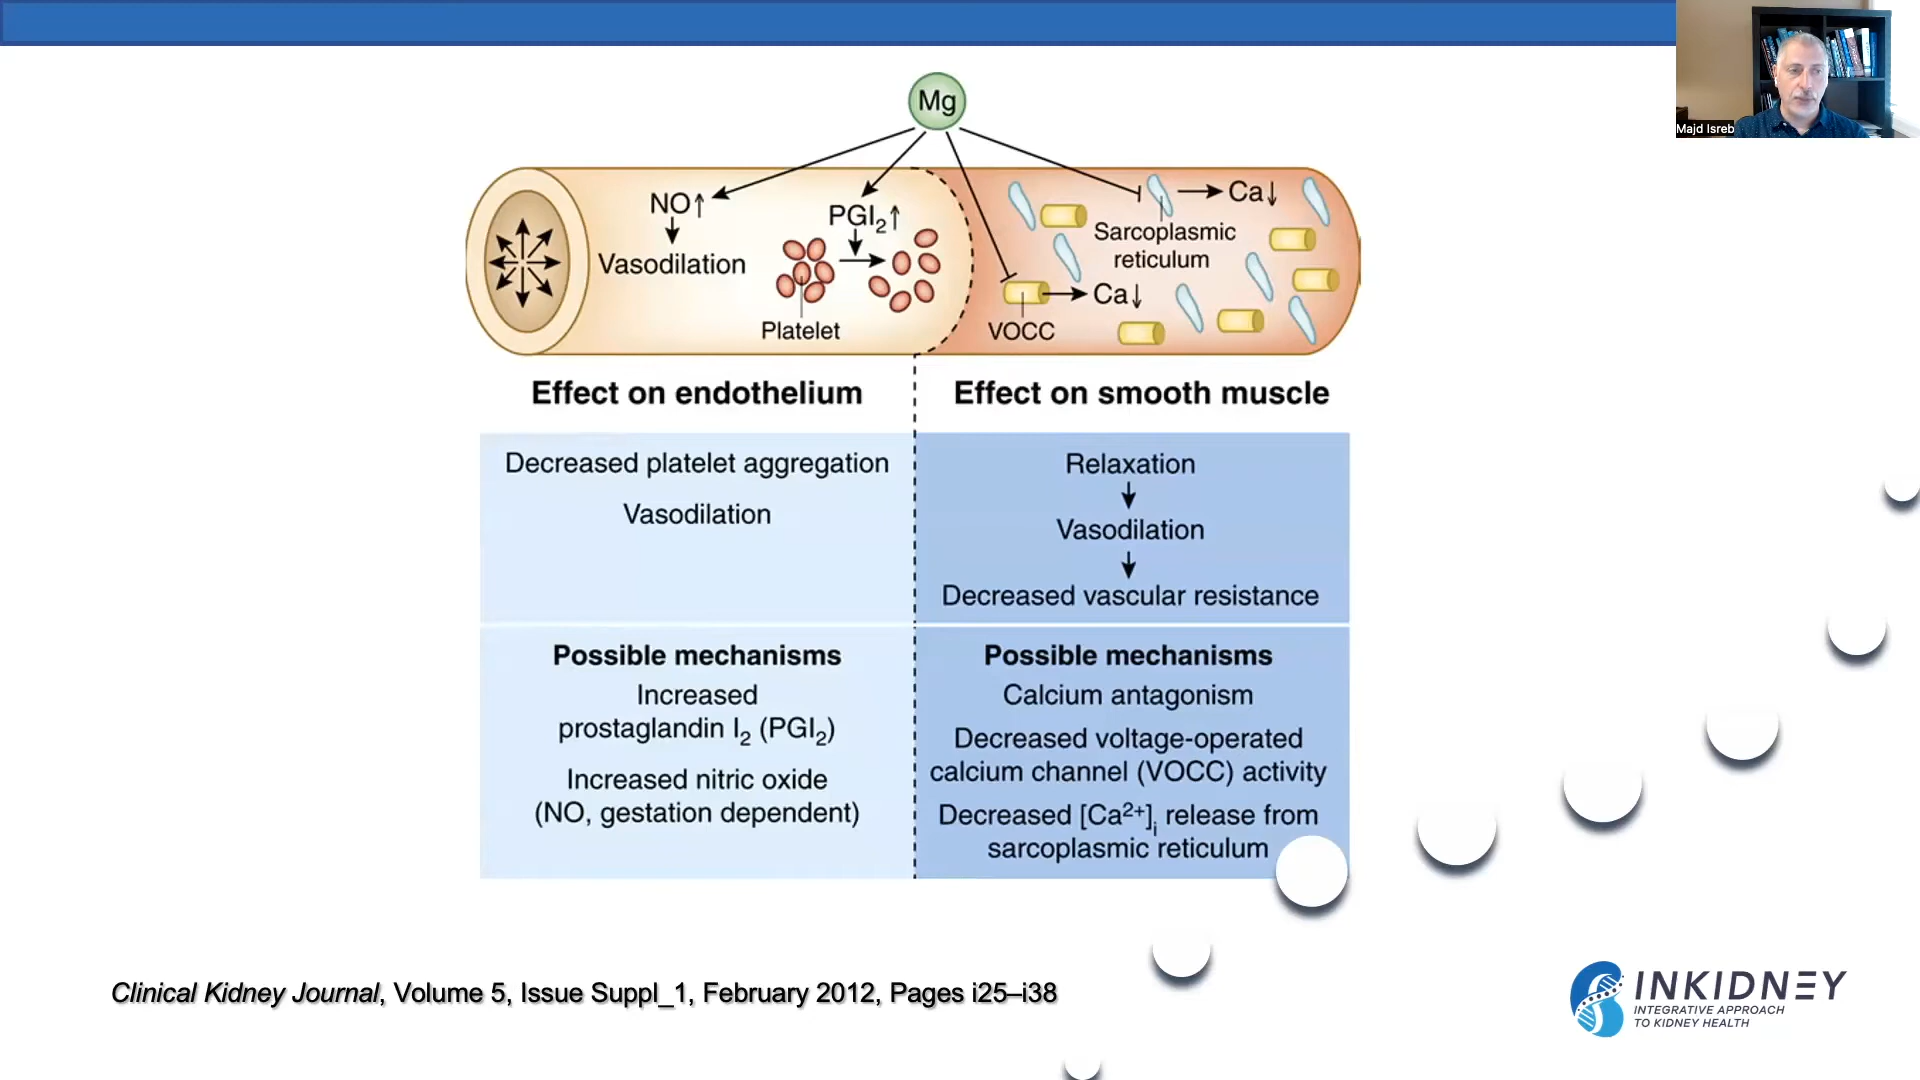 Majd Isreb
Mg
NO↑
Vasodilation
PGI₂↑
Platelet
Ca↓
Sarcoplasmic
reticulum
Ca↓
VOCC
Effect on endothelium
Decreased platelet aggregation
Vasodilation
Possible mechanisms
Increased
prostaglandin I₂ (PGI₂)
Increased nitric oxide
(NO, gestation dependent)
Effect on smooth muscle
Relaxation
Vasodilation
Decreased vascular resistance
Possible mechanisms
Calcium antagonism
Decreased voltage-operated
calcium channel (VOCC) activity
Decreased [Ca²⁺]ᵢ release from
sarcoplasmic reticulum
Clinical Kidney Journal, Volume 5, Issue Suppl_1, February 2012, Pages i25–i38
INKIDNEY
INTEGRATIVE APPROACH
TO KIDNEY HEALTH